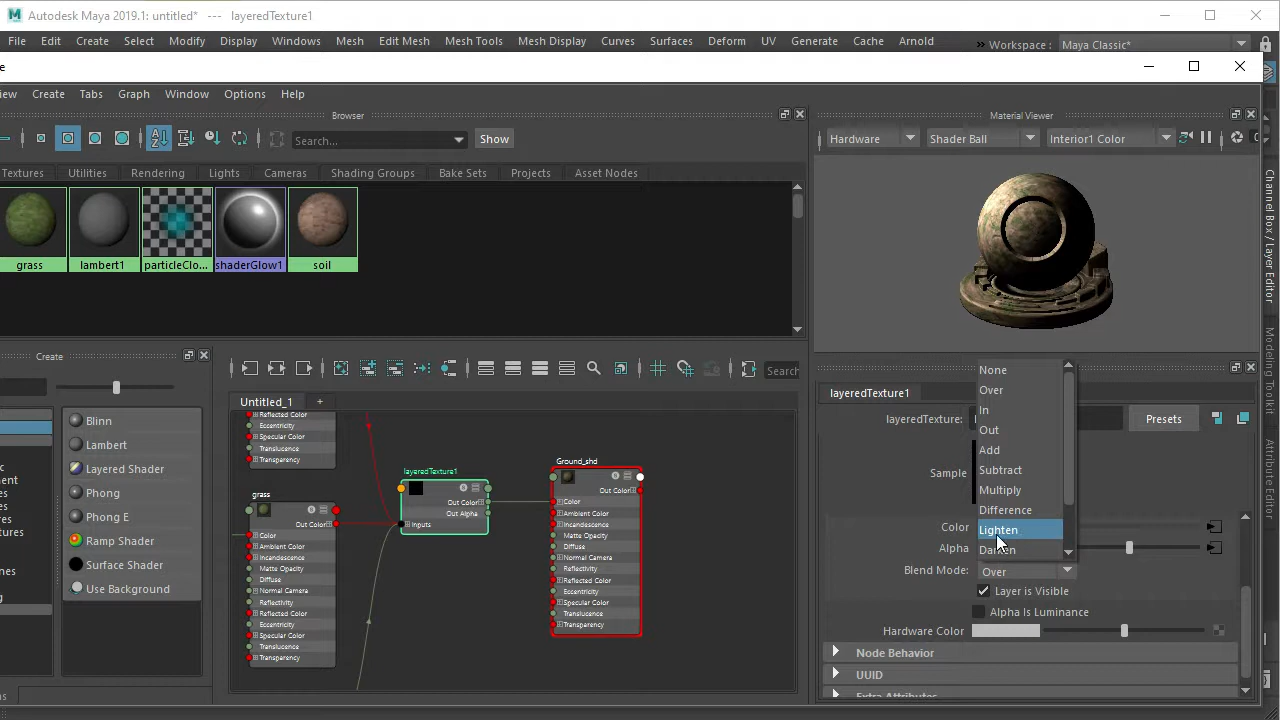 Autodesk Maya 2019.1: untitled*   ---   layeredTexture1
File Edit Create Select Modify Display Windows Mesh Edit Mesh Mesh Tools Mesh Display Curves Surfaces Deform UV Generate Cache Arnold
Workspace : Maya Classic*
e
iew Create Tabs Graph Window Options Help
Browser
Search...
Show
Textures Utilities Rendering Lights Cameras Shading Groups Bake Sets Projects Asset Nodes
grass lambert1 particleClo... shaderGlow1 soil
Material Viewer
Hardware Shader Ball Interior1 Color
Channel Box / Layer Editor
Modeling Toolkit
Attribute Editor
Create
Blinn
Lambert
Layered Shader
Phong
Phong E
Ramp Shader
Surface Shader
Use Background
Search
Untitled_1 +
Reflected Color
Eccentricity
Specular Color
Translucence
Transparency
grass
Out Color
Color
Ambient Color
Incandescence
Matte Opacity
Diffuse
Normal Camera
Reflectivity
Reflected Color
Eccentricity
Specular Color
Translucence
Transparency
layeredTexture1
Out Color
Out Alpha
Inputs
Ground_shd
Out Color
Color
Ambient Color
Incandescence
Matte Opacity
Diffuse
Normal Camera
Reflectivity
Reflected Color
Eccentricity
Specular Color
Translucence
Transparency
layeredTexture1
layeredTexture:
Presets
Sample
None
Over
In
Out
Add
Subtract
Multiply
Difference
Lighten
Darken
Color
Alpha
Blend Mode: Over
Layer is Visible
Alpha Is Luminance
Hardware Color
Node Behavior
UUID
Extra Attributes